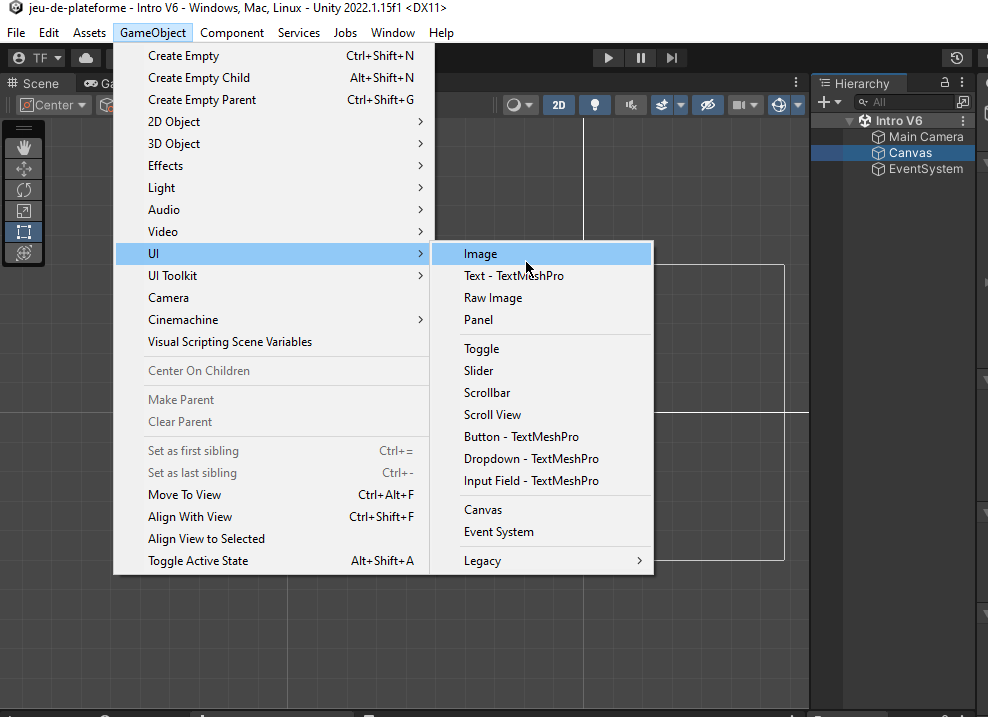 jeu-de-plateforme - Intro V6 - Windows, Mac, Linux - Unity 2022.1.15f1 <DX11>
File Edit Assets GameObject Component Services Jobs Window Help
TF
Scene
Center
2D
Create Empty Ctrl+Shift+N
Create Empty Child Alt+Shift+N
Create Empty Parent Ctrl+Shift+G
2D Object
3D Object
Effects
Light
Audio
Video
UI
UI Toolkit
Camera
Cinemachine
Visual Scripting Scene Variables
Center On Children
Make Parent
Clear Parent
Set as first sibling Ctrl+=
Set as last sibling Ctrl+-
Move To View Ctrl+Alt+F
Align With View Ctrl+Shift+F
Align View to Selected
Toggle Active State Alt+Shift+A
Image
Text - TextMeshPro
Raw Image
Panel
Toggle
Slider
Scrollbar
Scroll View
Button - TextMeshPro
Dropdown - TextMeshPro
Input Field - TextMeshPro
Canvas
Event System
Legacy
Hierarchy
All
Intro V6
Main Camera
Canvas
EventSystem